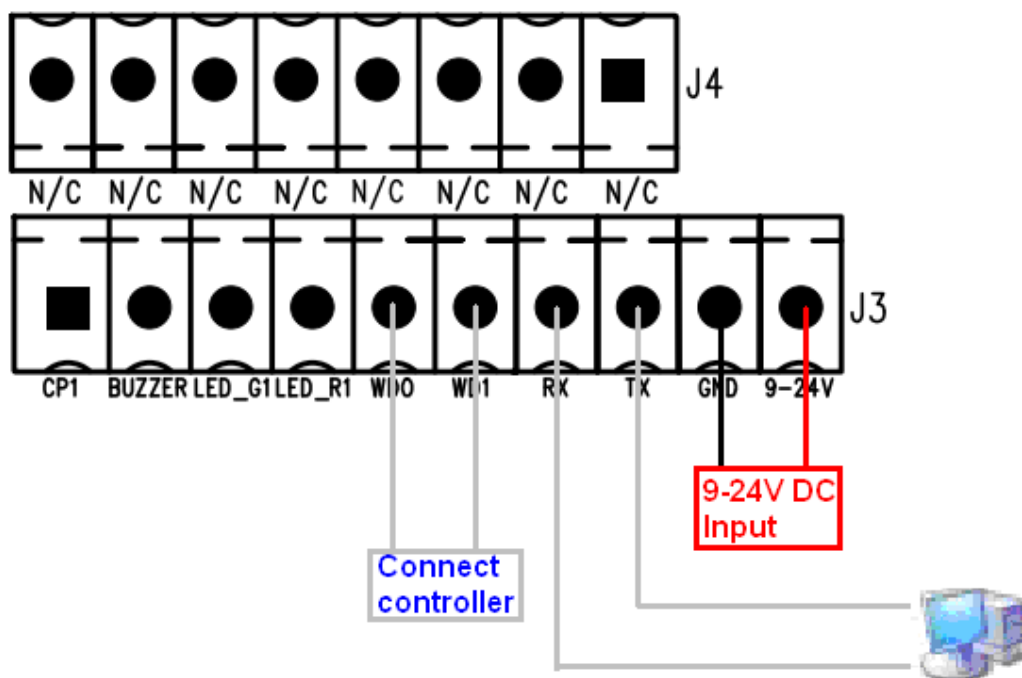 J4
N/C N/C N/C N/C N/C N/C N/C N/C
J3
CP1 BUZZER LED_G1 LED_R1 WD0 WD1 RX TX GND 9-24V
9-24V DC
Input
Connect
controller